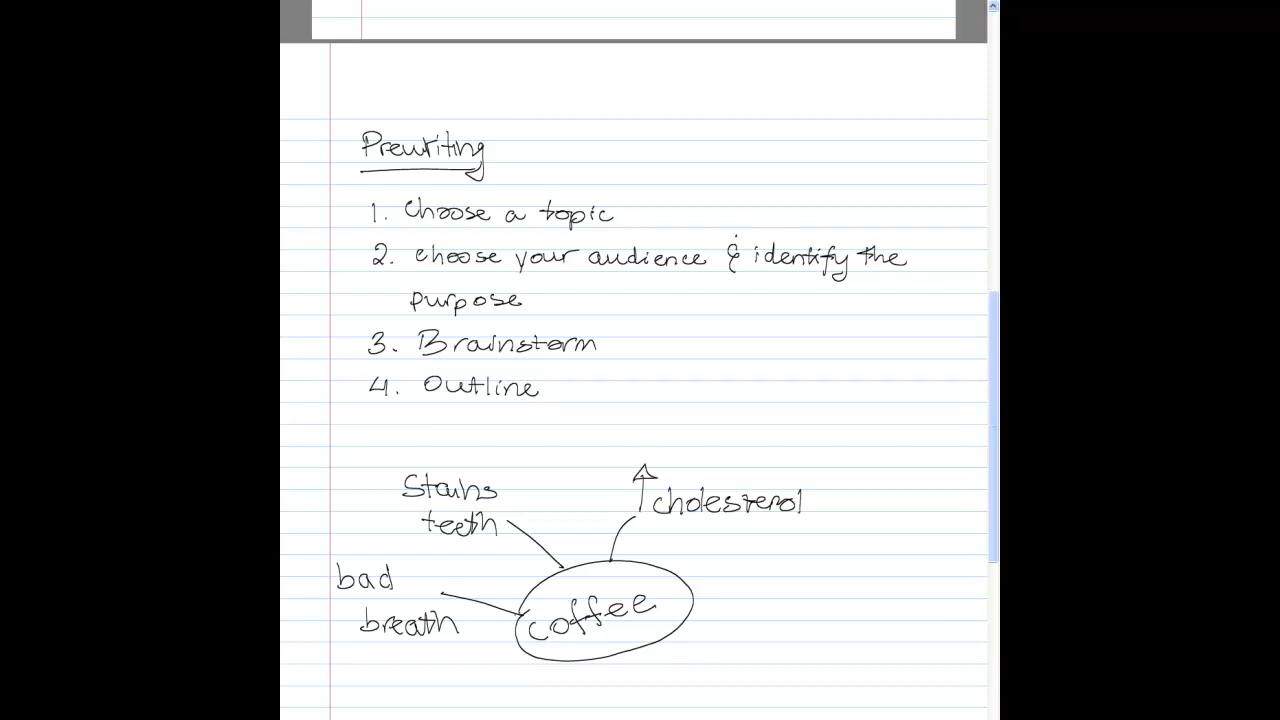 Prewriting
1. Choose a topic
2. choose your audience & identify the
purpose
3. Brainstorm
4. Outline
Stains
teeth
↑cholesterol
bad
breath
coffee